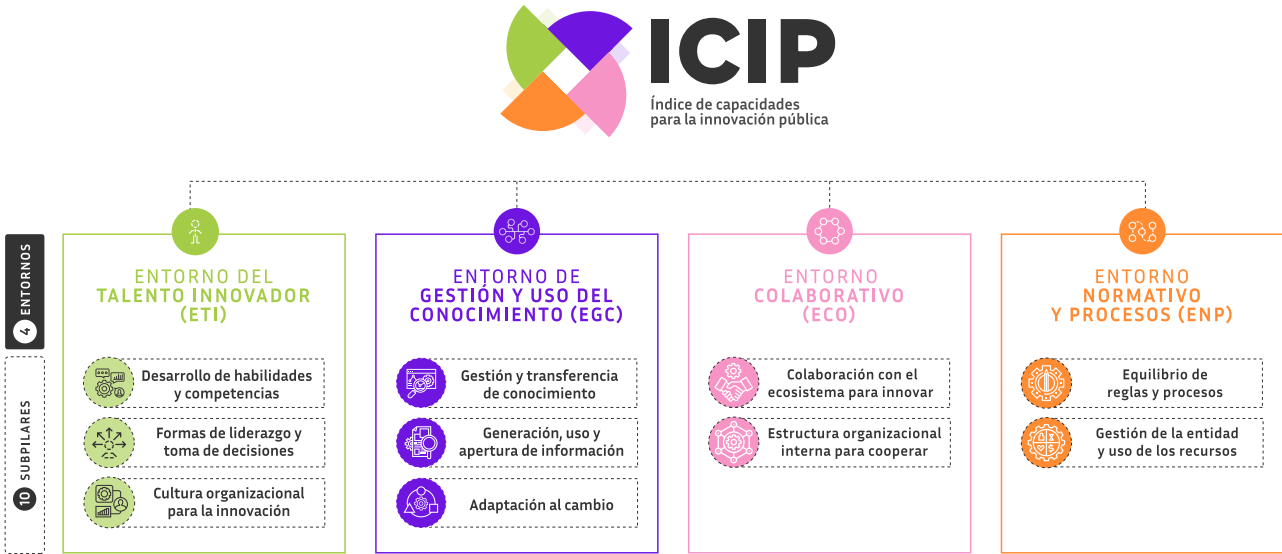 ICIP
Índice de capacidades
para la innovación pública
4 ENTORNOS
10 SUBPILARES
ENTORNO DEL
TALENTO INNOVADOR
(ETI)
Desarrollo de habilidades
y competencias
Formas de liderazgo y
toma de decisiones
Cultura organizacional
para la innovación
ENTORNO DE
GESTIÓN Y USO DEL
CONOCIMIENTO (EGC)
Gestión y transferencia
de conocimiento
Generación, uso y
apertura de información
Adaptación al cambio
ENTORNO
COLABORATIVO
(ECO)
Colaboración con el
ecosistema para innovar
Estructura organizacional
interna para cooperar
ENTORNO
NORMATIVO
Y PROCESOS (ENP)
Equilibrio de
reglas y procesos
Gestión de la entidad
y uso de los recursos